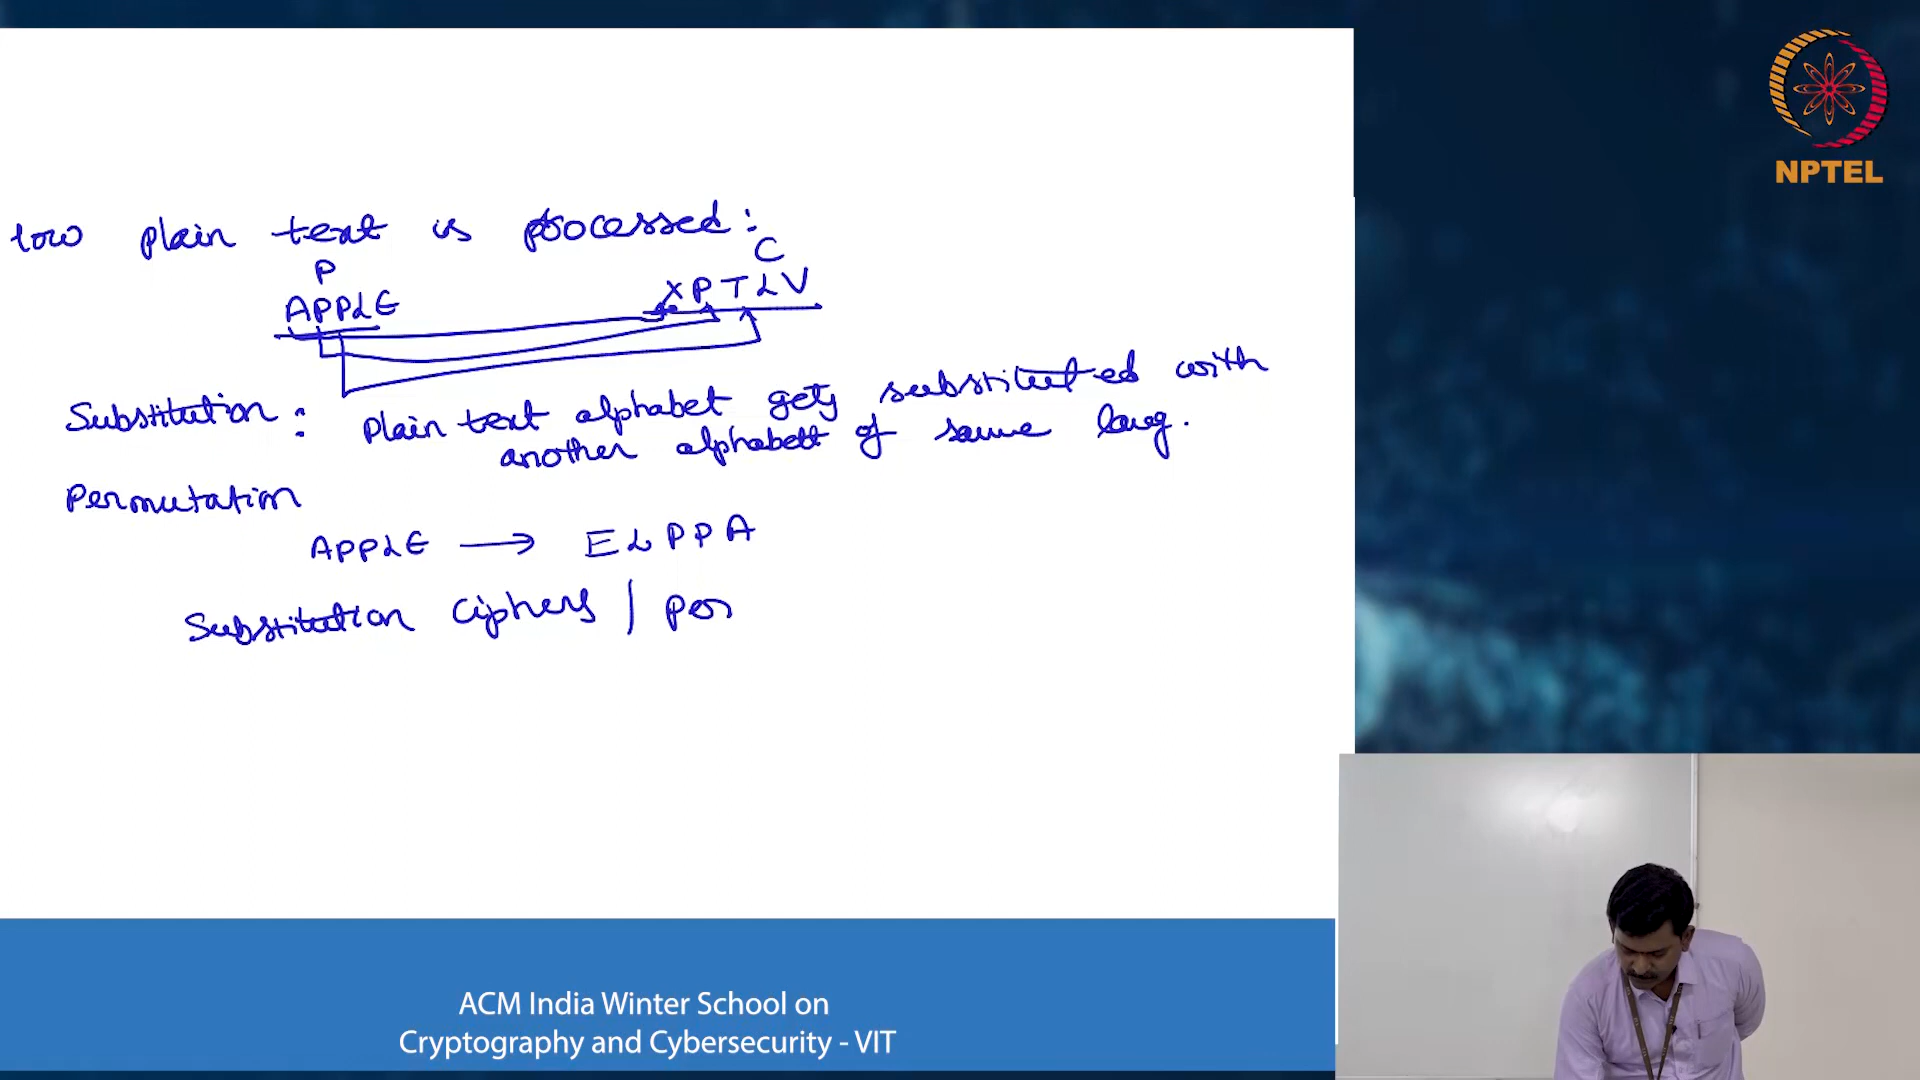 How plain text is processed:
P C
APPLE XPTLV
Substitution: plain text alphabet gets substituted with
another alphabet of same lang.
Permutation
APPLE → ELPPA
Substitution ciphers / per
NPTEL
ACM India Winter School on
Cryptography and Cybersecurity - VIT